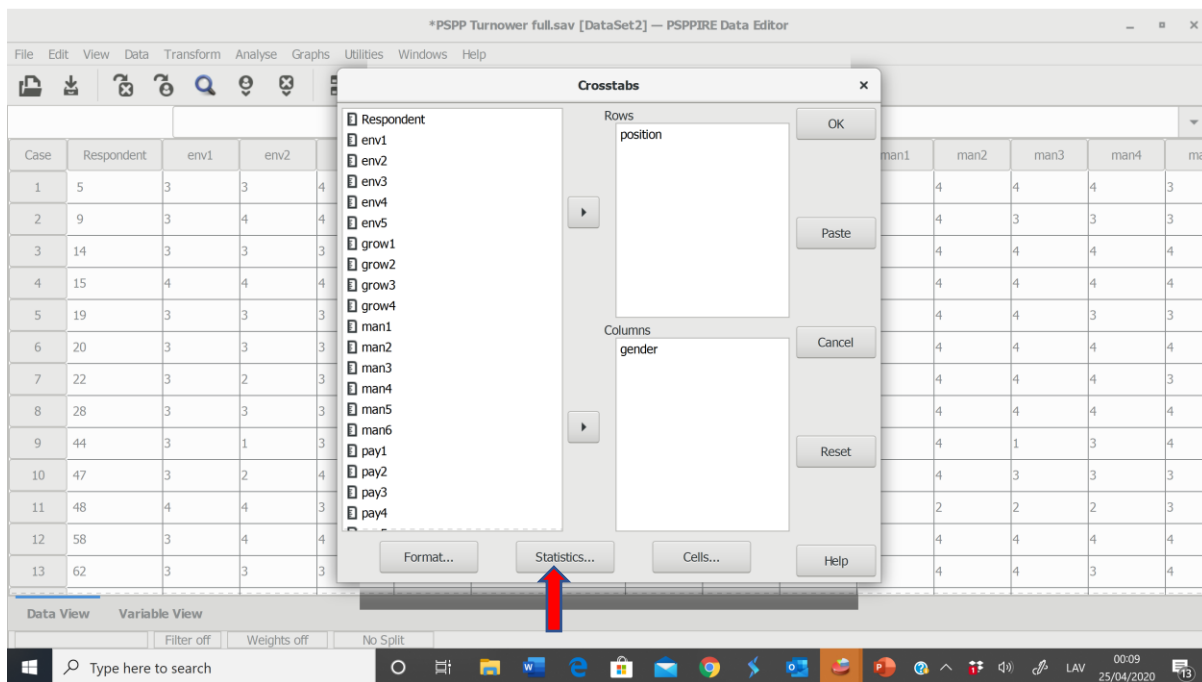 *PSPP Turnower full.sav [DataSet2] — PSPPIRE Data Editor
File Edit View Data Transform Analyse Graphs Utilities Windows Help
Crosstabs
Respondent
env1
env2
env3
env4
env5
grow1
grow2
grow3
grow4
man1
man2
man3
man4
man5
man6
pay1
pay2
pay3
pay4
Rows
position
Columns
gender
OK
Paste
Cancel
Reset
Help
Format...
Statistics...
Cells...
Case Respondent env1 env2 man1 man2 man3 man4
1 5 3 3 4 4 4 4 3
2 9 3 4 4 4 3 3 3
3 14 3 3 3 4 4 4 4
4 15 4 4 4 4 4 4 4
5 19 3 3 3 4 4 3 3
6 20 3 3 3 4 4 4 4
7 22 3 2 3 4 4 4 3
8 28 3 3 3 4 4 4 4
9 44 3 1 3 4 1 3 4
10 47 3 2 4 4 3 3 3
11 48 4 4 3 2 2 2 3
12 58 3 4 4 4 4 4 4
13 62 3 3 3 4 4 3 4
Data View Variable View
Filter off Weights off No Split
Type here to search
LAV
00:09
25/04/2020
13